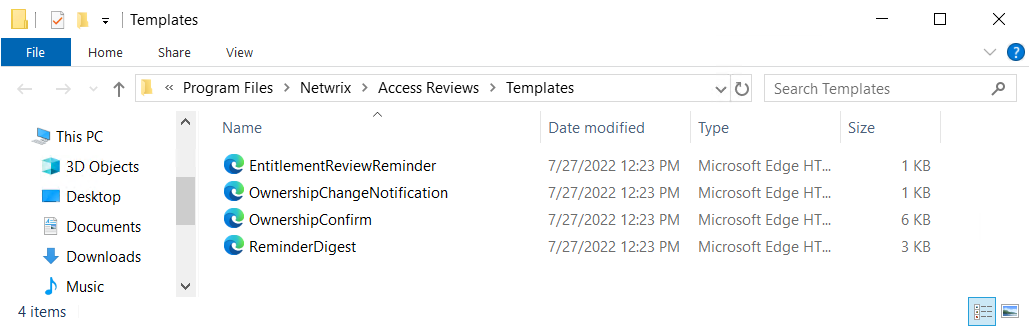 Templates
File Home Share View
« Program Files Netwrix Access Reviews Templates Search Templates
Name Date modified Type Size
This PC
3D Objects
Desktop
Documents
Downloads
Music
EntitlementReviewReminder 7/27/2022 12:23 PM Microsoft Edge HT... 1 KB
OwnershipChangeNotification 7/27/2022 12:23 PM Microsoft Edge HT... 1 KB
OwnershipConfirm 7/27/2022 12:23 PM Microsoft Edge HT... 6 KB
ReminderDigest 7/27/2022 12:23 PM Microsoft Edge HT... 3 KB
4 items